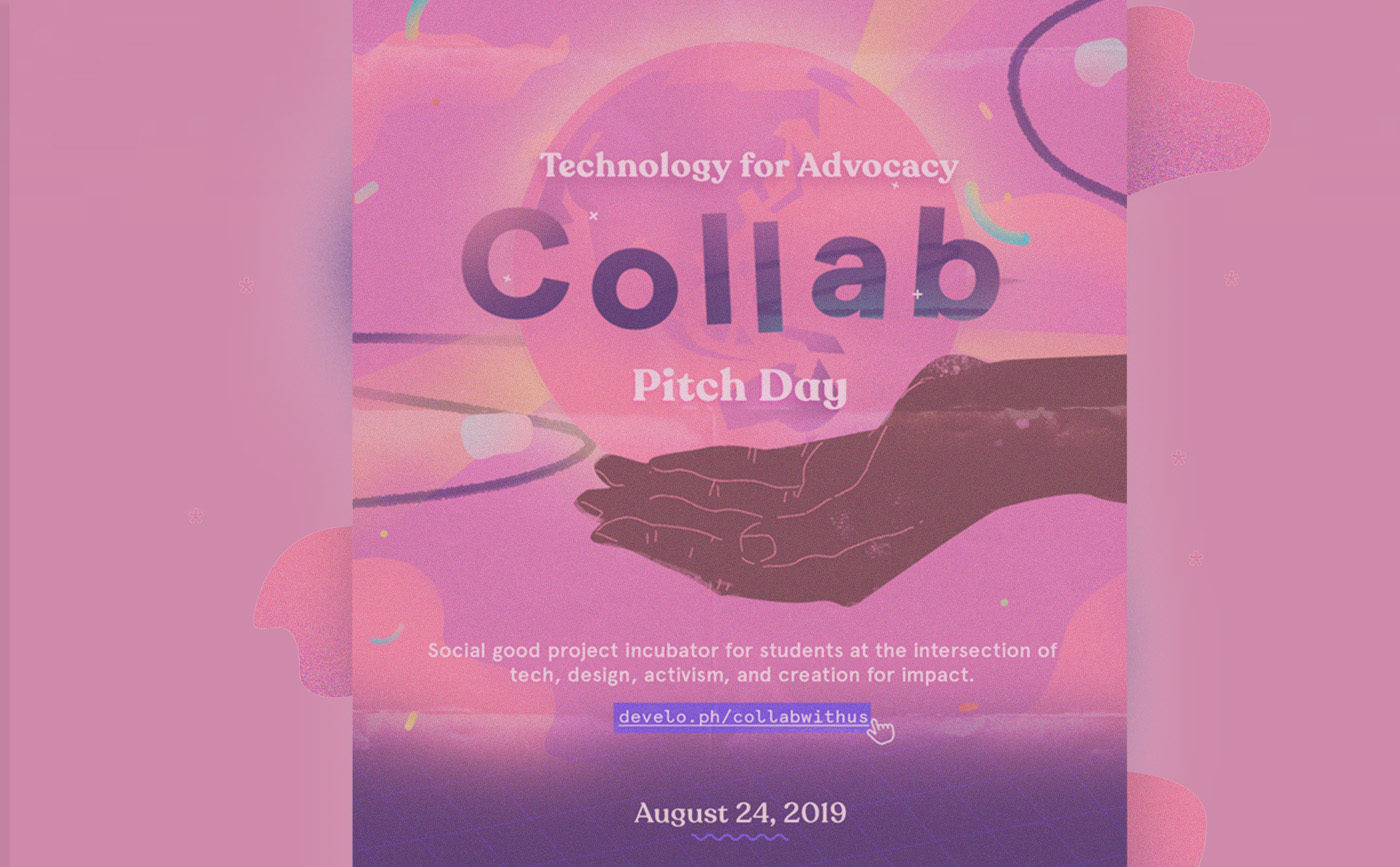 Technology for Advocacy
Collab
Pitch Day
Social good project incubator for students at the intersection of
tech, design, activism, and creation for impact.
develo.ph/collabwithus
August 24, 2019